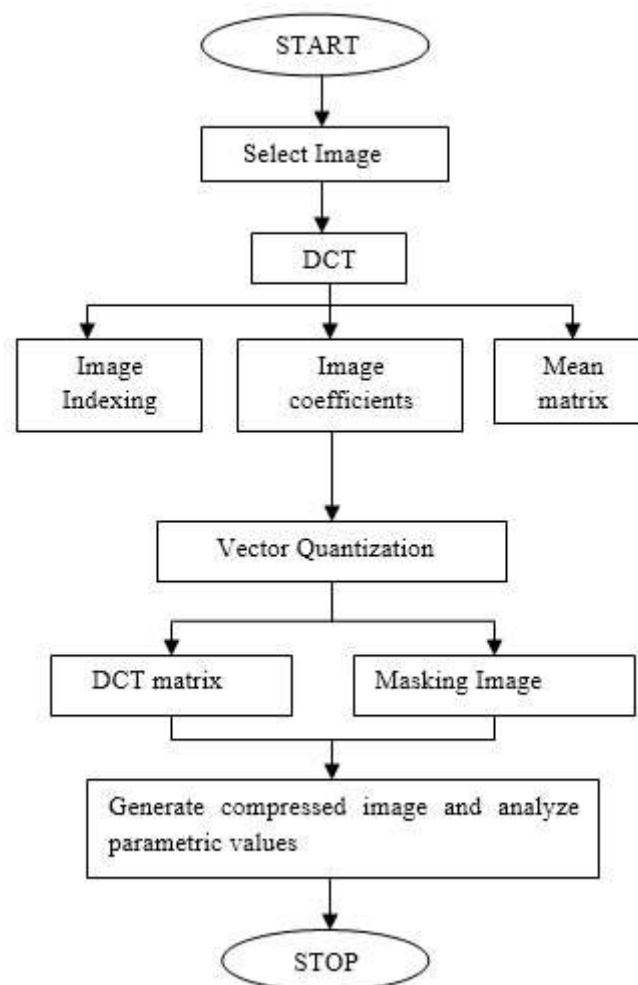 START
Select Image
DCT
Image
Indexing
Image
coefficients
Mean
matrix
Vector Quantization
DCT matrix
Masking Image
Generate compressed image and analyze
parametric values
STOP